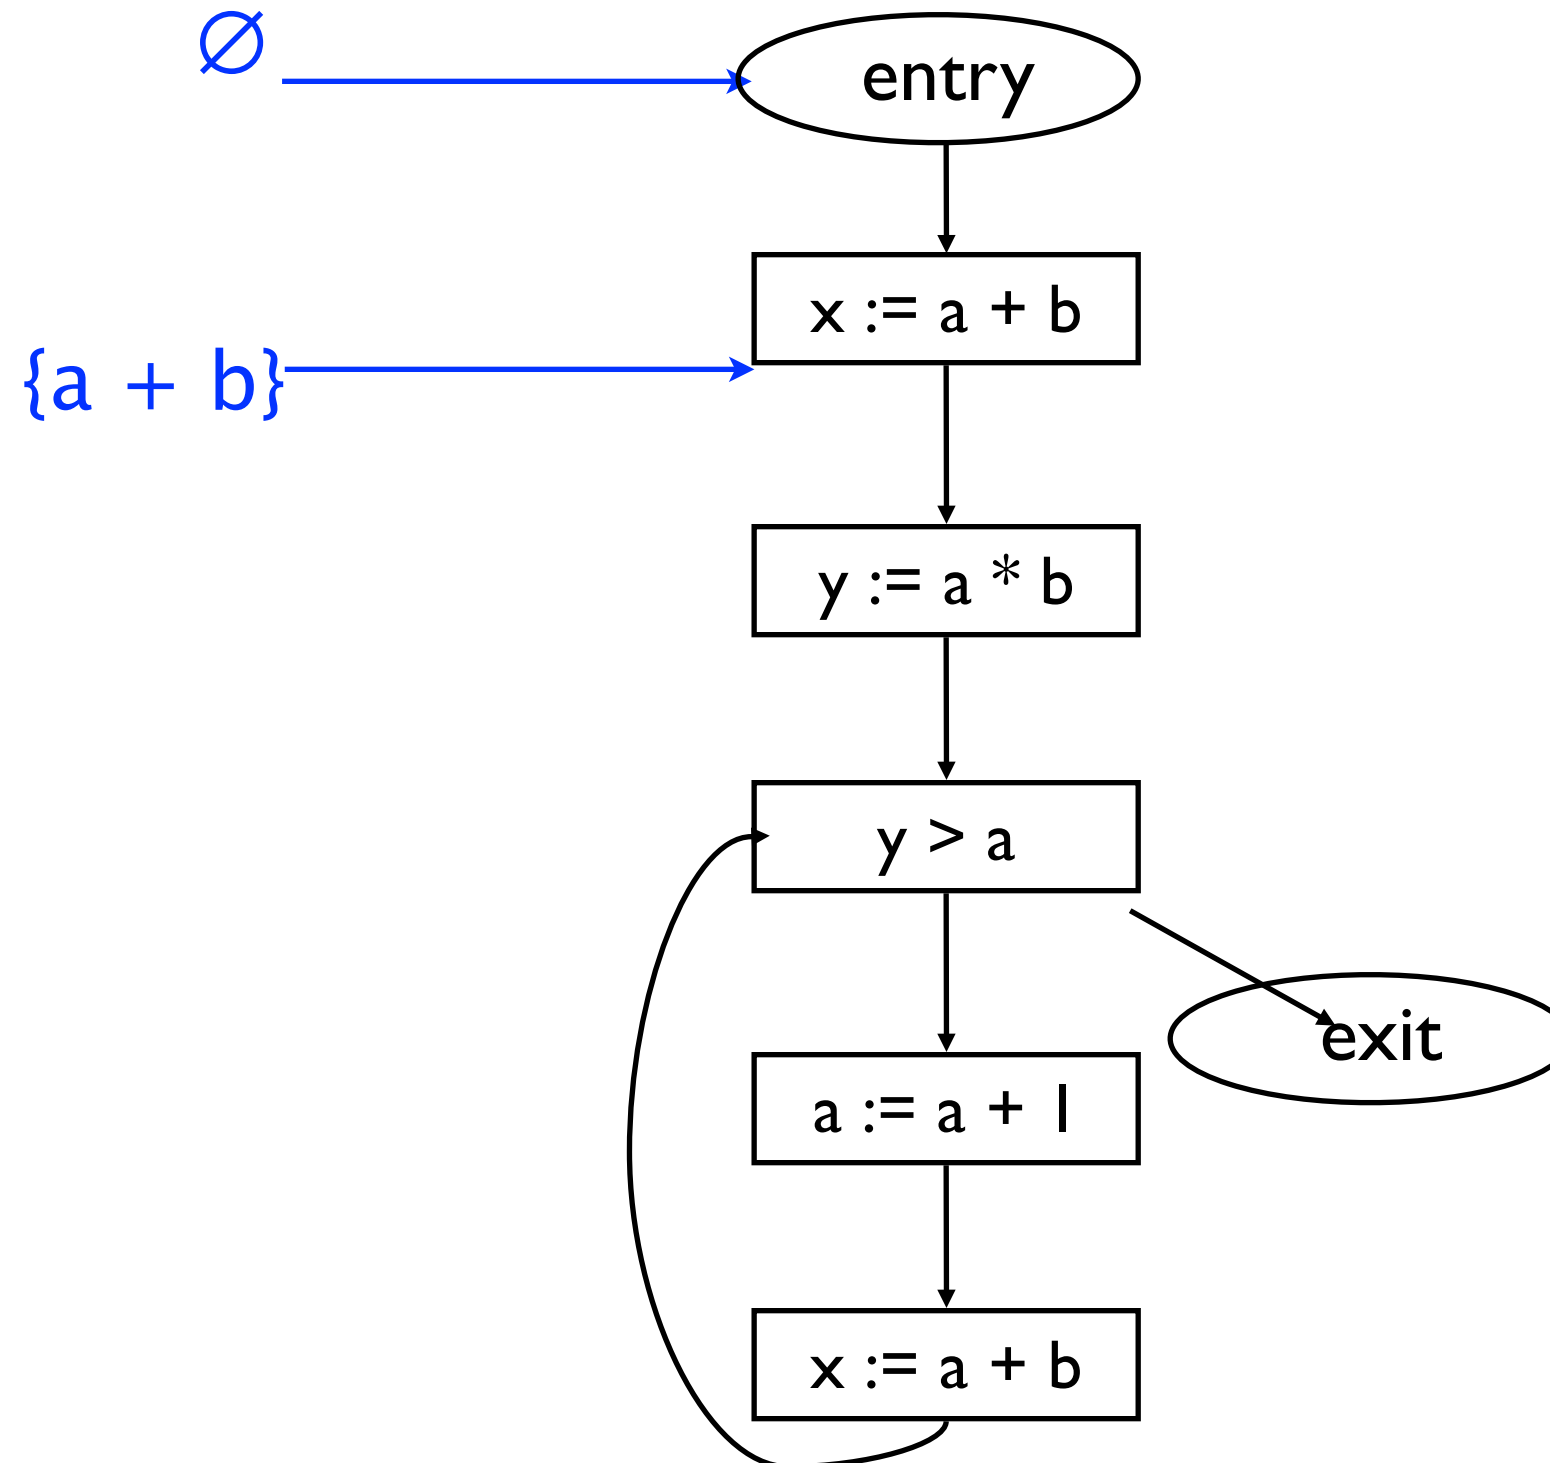 ∅
entry
x := a + b
{a + b}
y := a * b
y > a
exit
a := a + 1
x := a + b